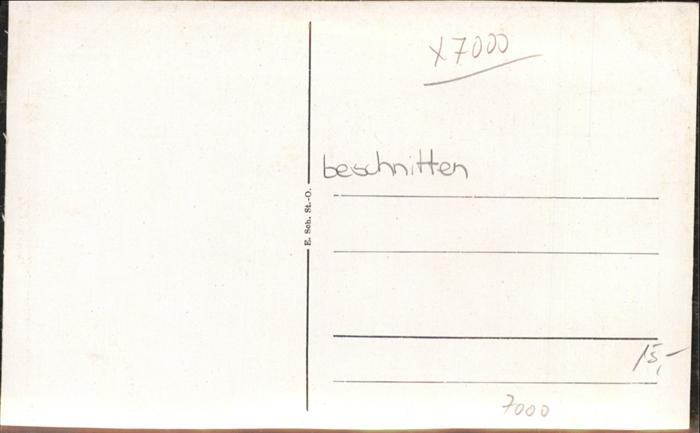 x7000
beschnitten
E. Sch. St.-O.
15,-
7000